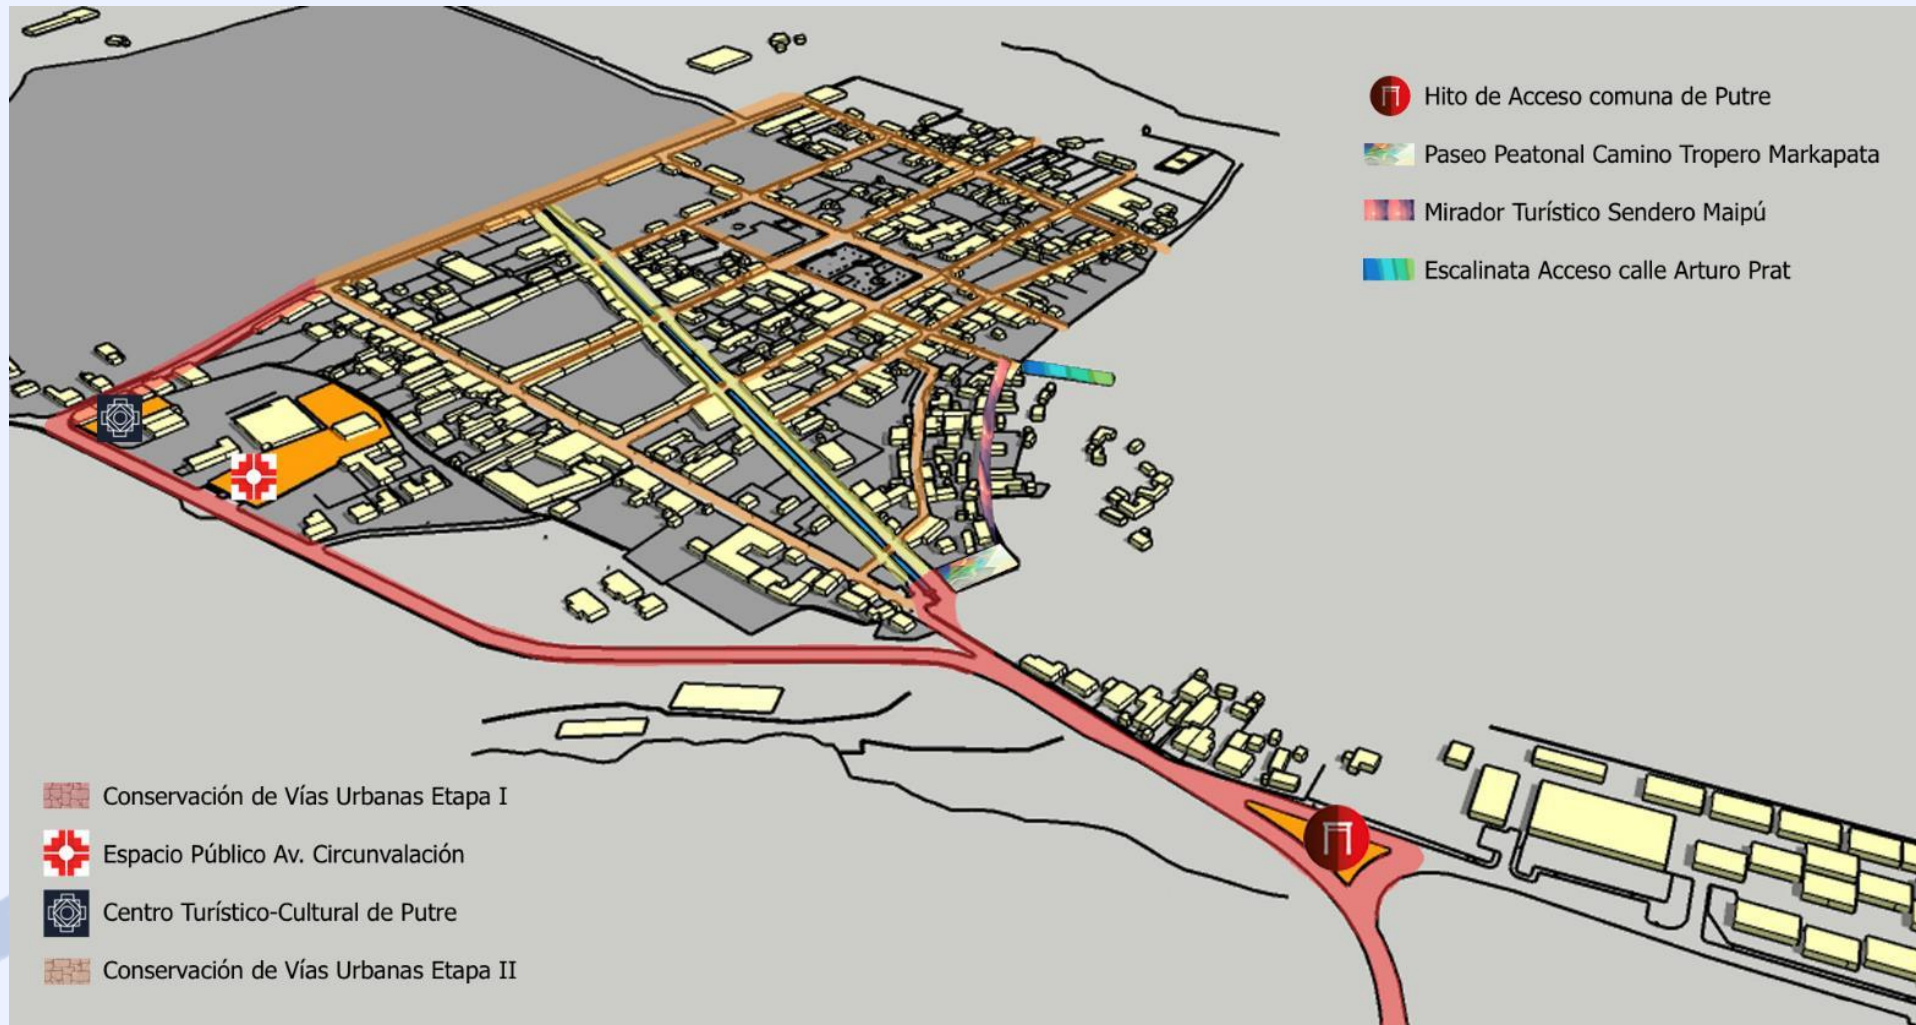 Hito de Acceso comuna de Putre
Paseo Peatonal Camino Tropero Markapata
Mirador Turístico Sendero Maipú
Escalinata Acceso calle Arturo Prat
Conservación de Vías Urbanas Etapa I
Espacio Público Av. Circunvalación
Centro Turístico-Cultural de Putre
Conservación de Vías Urbanas Etapa II